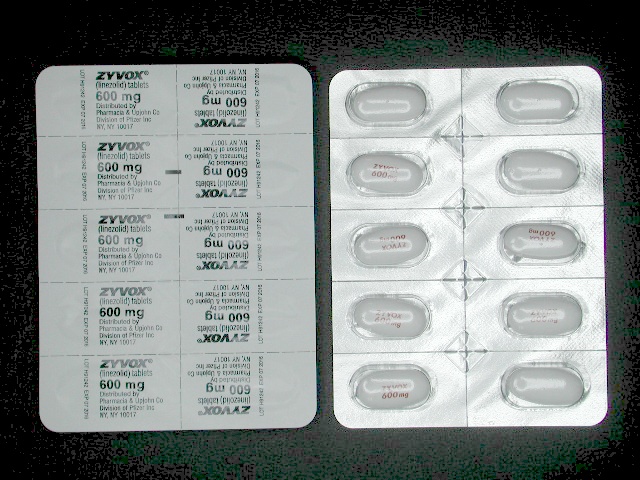 ZYVOX®
(linezolid) tablets
600 mg
Distributed by
Pharmacia & Upjohn Co
Division of Pfizer Inc
NY, NY 10017
ZYVOX®
(linezolid) tablets
600 mg
Distributed by
Pharmacia & Upjohn Co
Division of Pfizer Inc
NY, NY 10017
ZYVOX®
(linezolid) tablets
600 mg
Distributed by
Pharmacia & Upjohn Co
Division of Pfizer Inc
NY, NY 10017
ZYVOX®
(linezolid) tablets
600 mg
Distributed by
Pharmacia & Upjohn Co
Division of Pfizer Inc
NY, NY 10017
ZYVOX®
(linezolid) tablets
600 mg
Distributed by
Pharmacia & Upjohn Co
Division of Pfizer Inc
NY, NY 10017
ZYVOX®
(linezolid) tablets
600 mg
Distributed by
Pharmacia & Upjohn Co
Division of Pfizer Inc
NY, NY 10017
ZYVOX®
(linezolid) tablets
600 mg
Distributed by
Pharmacia & Upjohn Co
Division of Pfizer Inc
NY, NY 10017
ZYVOX®
(linezolid) tablets
600 mg
Distributed by
Pharmacia & Upjohn Co
Division of Pfizer Inc
NY, NY 10017
ZYVOX®
(linezolid) tablets
600 mg
Distributed by
Pharmacia & Upjohn Co
Division of Pfizer Inc
NY, NY 10017
ZYVOX®
(linezolid) tablets
600 mg
Distributed by
Pharmacia & Upjohn Co
Division of Pfizer Inc
NY, NY 10017
ZYVOX
600mg
ZYVOX
600mg
ZYVOX
600mg
ZYVOX
600mg
ZYVOX
600mg